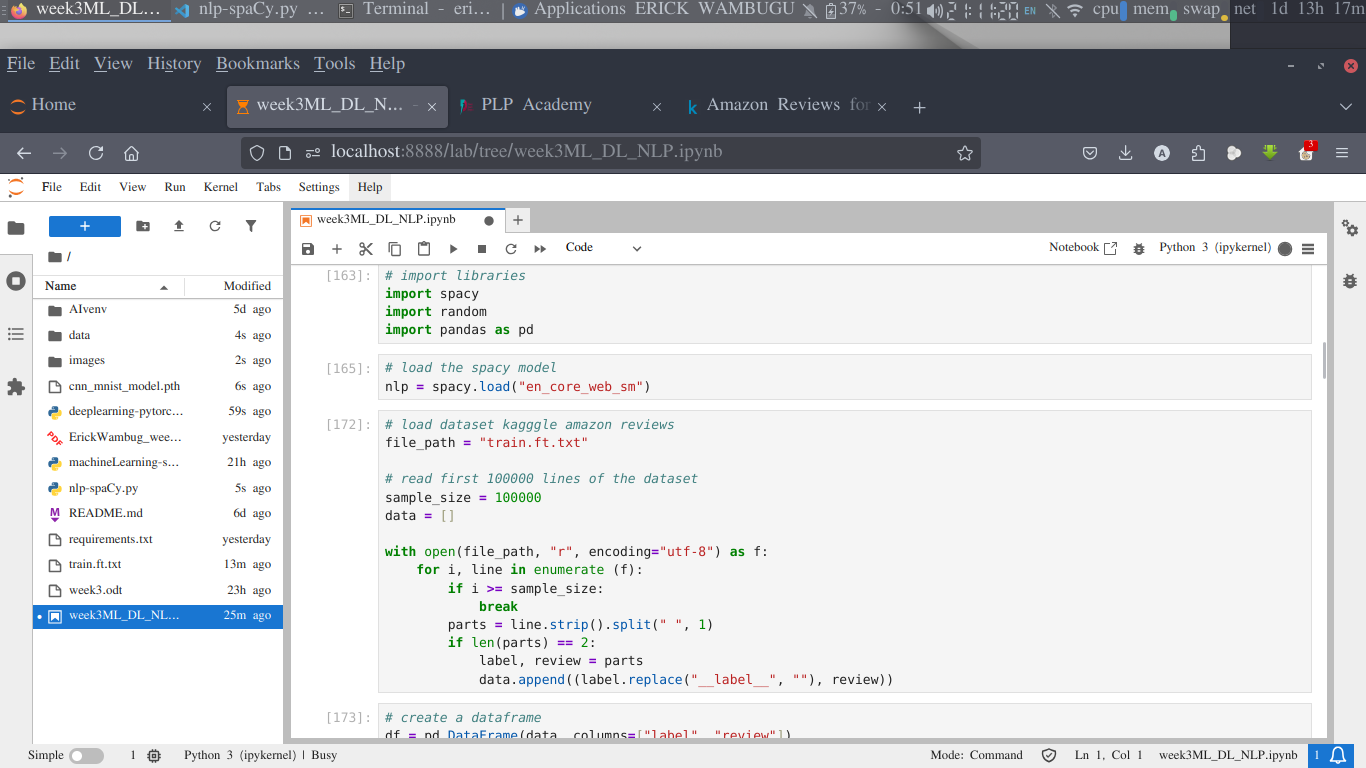 week3ML_DL... nlp-spaCy.py ... Terminal - eri... Applications ERICK WAMBUGU 37% - 0:51 21:11:20 EN cpu mem swap net 1d 13h 17m
File Edit View History Bookmarks Tools Help
Home week3ML_DL_N... - PLP Academy Amazon Reviews for
localhost:8888/lab/tree/week3ML_DL_NLP.ipynb 3
File Edit View Run Kernel Tabs Settings Help
week3ML_DL_NLP.ipynb
Code Notebook Python 3 (ipykernel)
/
Name Modified
AIvenv 5d ago
data 4s ago
images 2s ago
cnn_mnist_model.pth 6s ago
deeplearning-pytorc... 59s ago
ErickWambug_wee... yesterday
machineLearning-s... 21h ago
nlp-spaCy.py 5s ago
README.md 6d ago
requirements.txt yesterday
train.ft.txt 13m ago
week3.odt 23h ago
week3ML_DL_NL... 25m ago
[163]: # import libraries
import spacy
import random
import pandas as pd
[165]: # load the spacy model
nlp = spacy.load("en_core_web_sm")
[172]: # load dataset kagggle amazon reviews
file_path = "train.ft.txt"
# read first 100000 lines of the dataset
sample_size = 100000
data = []
with open(file_path, "r", encoding="utf-8") as f:
for i, line in enumerate (f):
if i >= sample_size:
break
parts = line.strip().split(" ", 1)
if len(parts) == 2:
label, review = parts
data.append((label.replace("__label__", ""), review))
[173]: # create a dataframe
df = pd.DataFrame(data, columns=["label", "review"])
Simple 1 Python 3 (ipykernel) | Busy Mode: Command Ln 1, Col 1 week3ML_DL_NLP.ipynb 1